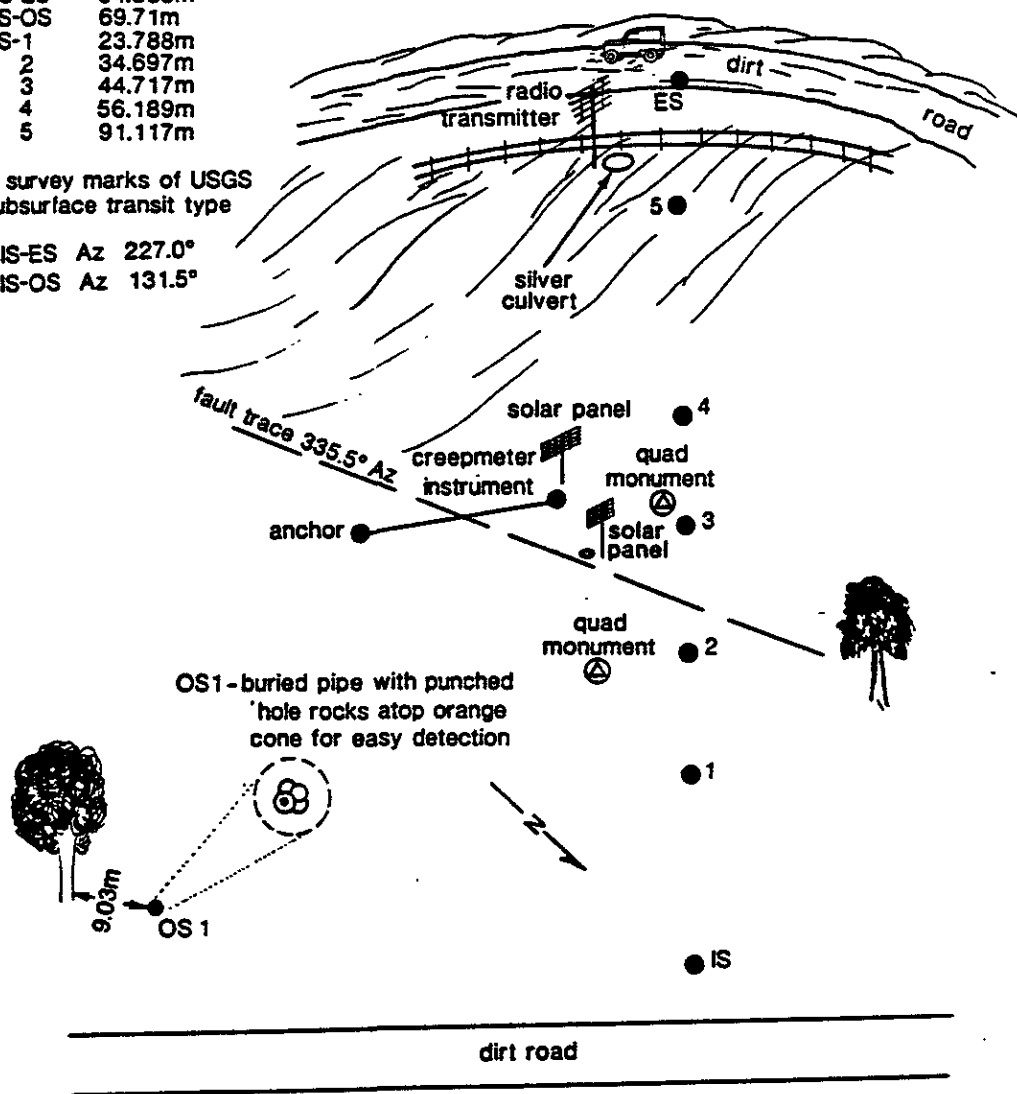 S-OS 69.71m
S-1 23.788m
2 34.697m
3 44.717m
4 56.189m
5 91.117m
survey marks of USGS
ubsurface transit type
IS-ES Az 227.0°
IS-OS Az 131.5°
radio
transmitter
dirt
road
ES
5
silver
culvert
fault trace 335.5° Az
solar panel
4
creepmeter
instrument
quad
monument
anchor
3
solar
panel
quad
monument
2
OS1-buried pipe with punched
hole rocks atop orange
cone for easy detection
1
N
9.03m
OS 1
IS
dirt road